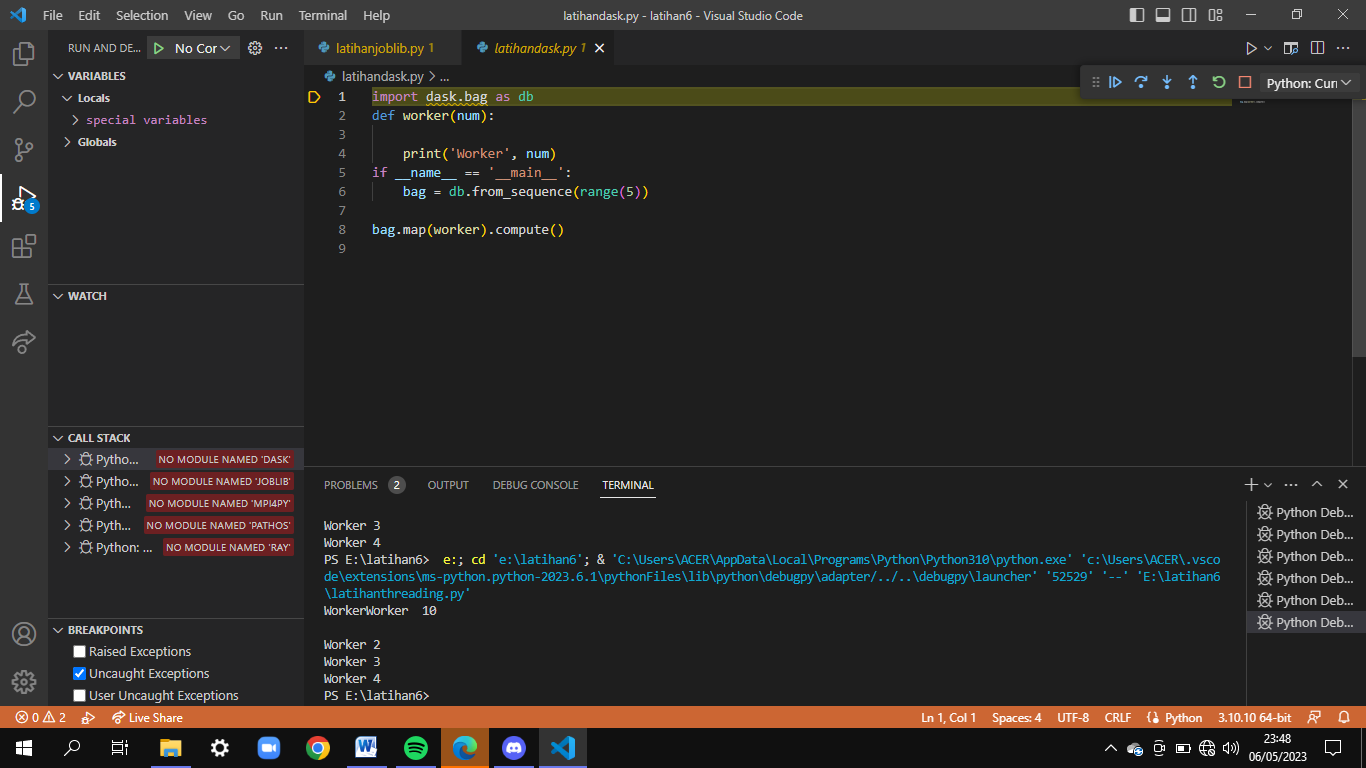 File Edit Selection View Go Run Terminal Help
latihandask.py - latihan6 - Visual Studio Code
RUN AND DE... No Cor
latihanjoblib.py 1 latihandask.py 1
latihandask.py > ...
Python: Curr
VARIABLES
Locals
special variables
Globals
1 import dask.bag as db
2 def worker(num):
3
4 print('Worker', num)
5 if __name__ == '__main__':
6 bag = db.from_sequence(range(5))
7
8 bag.map(worker).compute()
9
5
WATCH
CALL STACK
Pytho... NO MODULE NAMED 'DASK'
Pytho... NO MODULE NAMED 'JOBLIB'
Pyth... NO MODULE NAMED 'MPI4PY'
Pyth... NO MODULE NAMED 'PATHOS'
Python: ... NO MODULE NAMED 'RAY'
BREAKPOINTS
Raised Exceptions
Uncaught Exceptions
User Uncaught Exceptions
PROBLEMS 2 OUTPUT DEBUG CONSOLE TERMINAL
Worker 3
Worker 4
PS E:\latihan6> e:; cd 'e:\latihan6'; & 'C:\Users\ACER\AppData\Local\Programs\Python\Python310\python.exe' 'c:\Users\ACER\.vsco
de\extensions\ms-python.python-2023.6.1\pythonFiles\lib\python\debugpy\adapter/../..\debugpy\launcher' '52529' '--' 'E:\latihan6
\latihanthreading.py'
WorkerWorker  10
Worker 2
Worker 3
Worker 4
PS E:\latihan6>
Python Deb...
Python Deb...
Python Deb...
Python Deb...
Python Deb...
Python Deb...
0 2 Live Share Ln 1, Col 1 Spaces: 4 UTF-8 CRLF Python 3.10.10 64-bit
23:48
06/05/2023